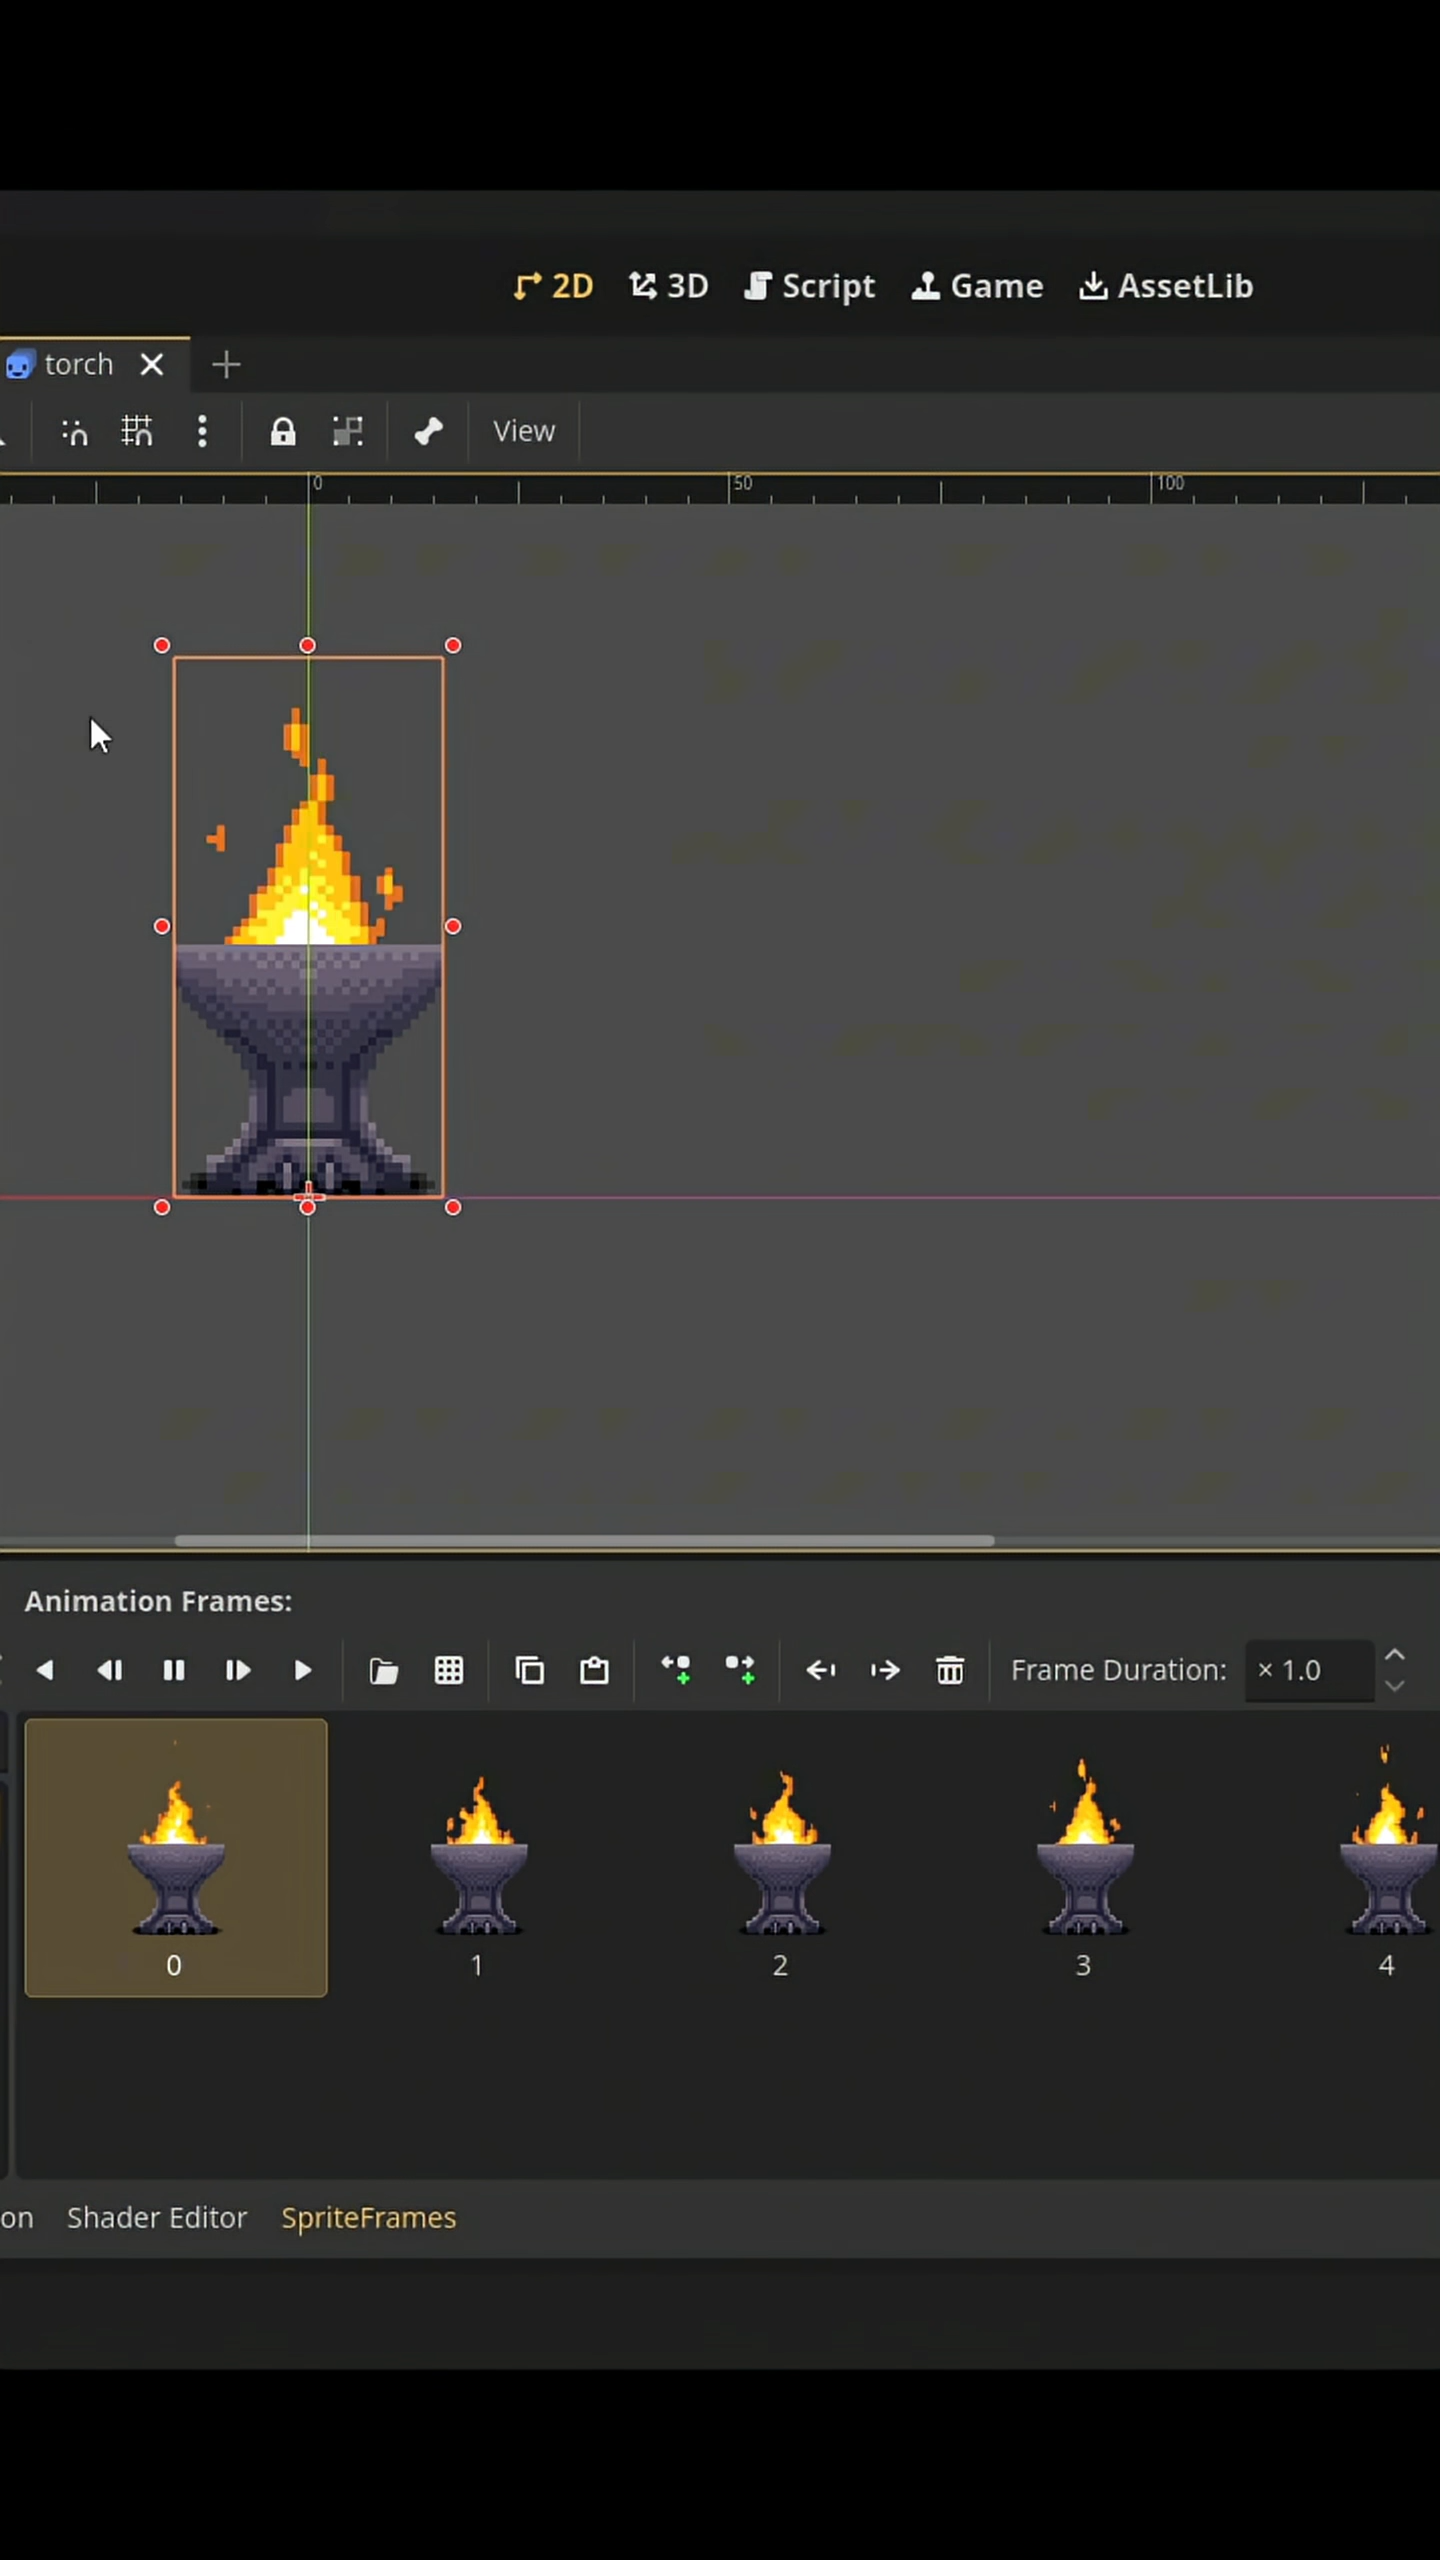 2D 3D Script Game AssetLib
torch
View
0 50 100
Animation Frames:
Frame Duration: × 1.0
0 1 2 3 4
on Shader Editor SpriteFrames